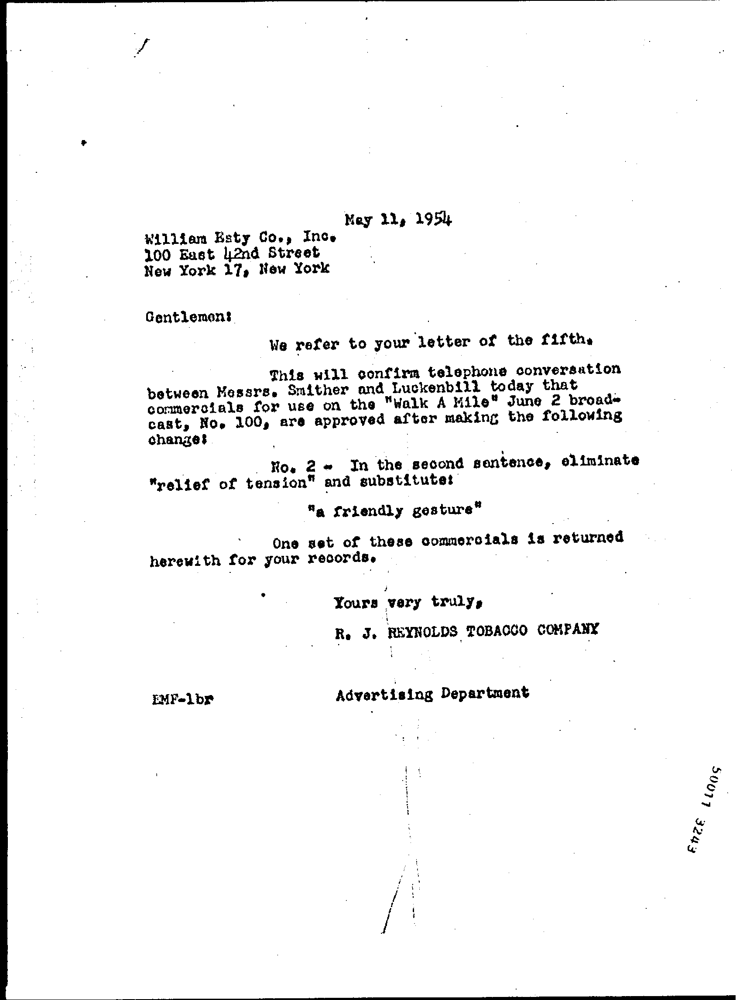 May 11, 1954
William Esty Co., Inc.
100 East 42nd Street
New York 17, New York
Gentlemen:
We refer to your letter of the fifth.
This will confirm telephone conversation
between Messrs. Smither and Luckenbill today that
commercials for use on the "Walk A Mile" June 2 broad-
cast, No. 100, are approved after making the following
change:
No. 2 - In the second sentence, eliminate
"relief of tension" and substitute:
"a friendly gesture"
One set of these commercials is returned
herewith for your records.
Yours very truly,
R. J. REYNOLDS TOBACCO COMPANY
EMF-lbr
Advertising Department
50011 3243